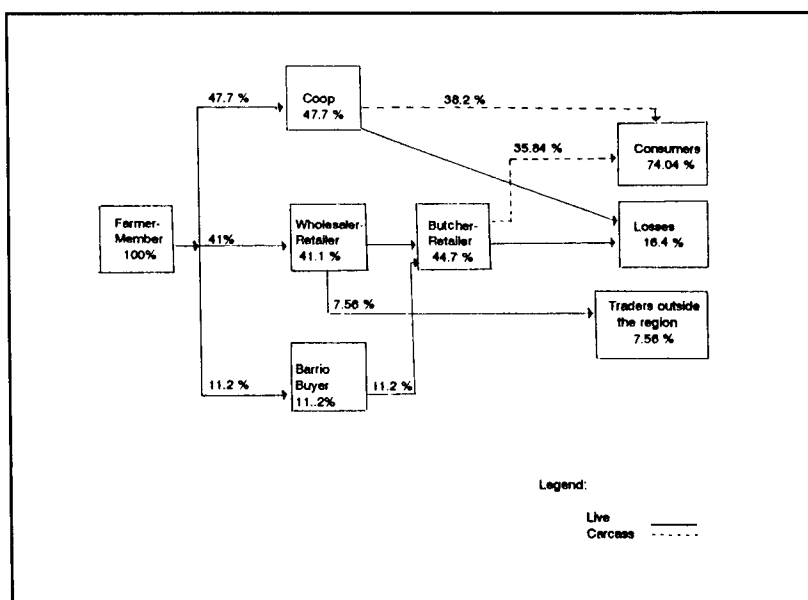 47.7 %
Coop
47.7 %
38.2 %
35.84 %
Consumers
74.04 %
Farmer-
Member
100%
41%
Wholesaler-
Retailer
41.1 %
Butcher-
Retailer
44.7 %
Losses
16.4 %
7.56 %
Traders outside
the region
7.56 %
11.2 %
Barrio
Buyer
11..2%
11.2 %
Legend:
Live
Carcass